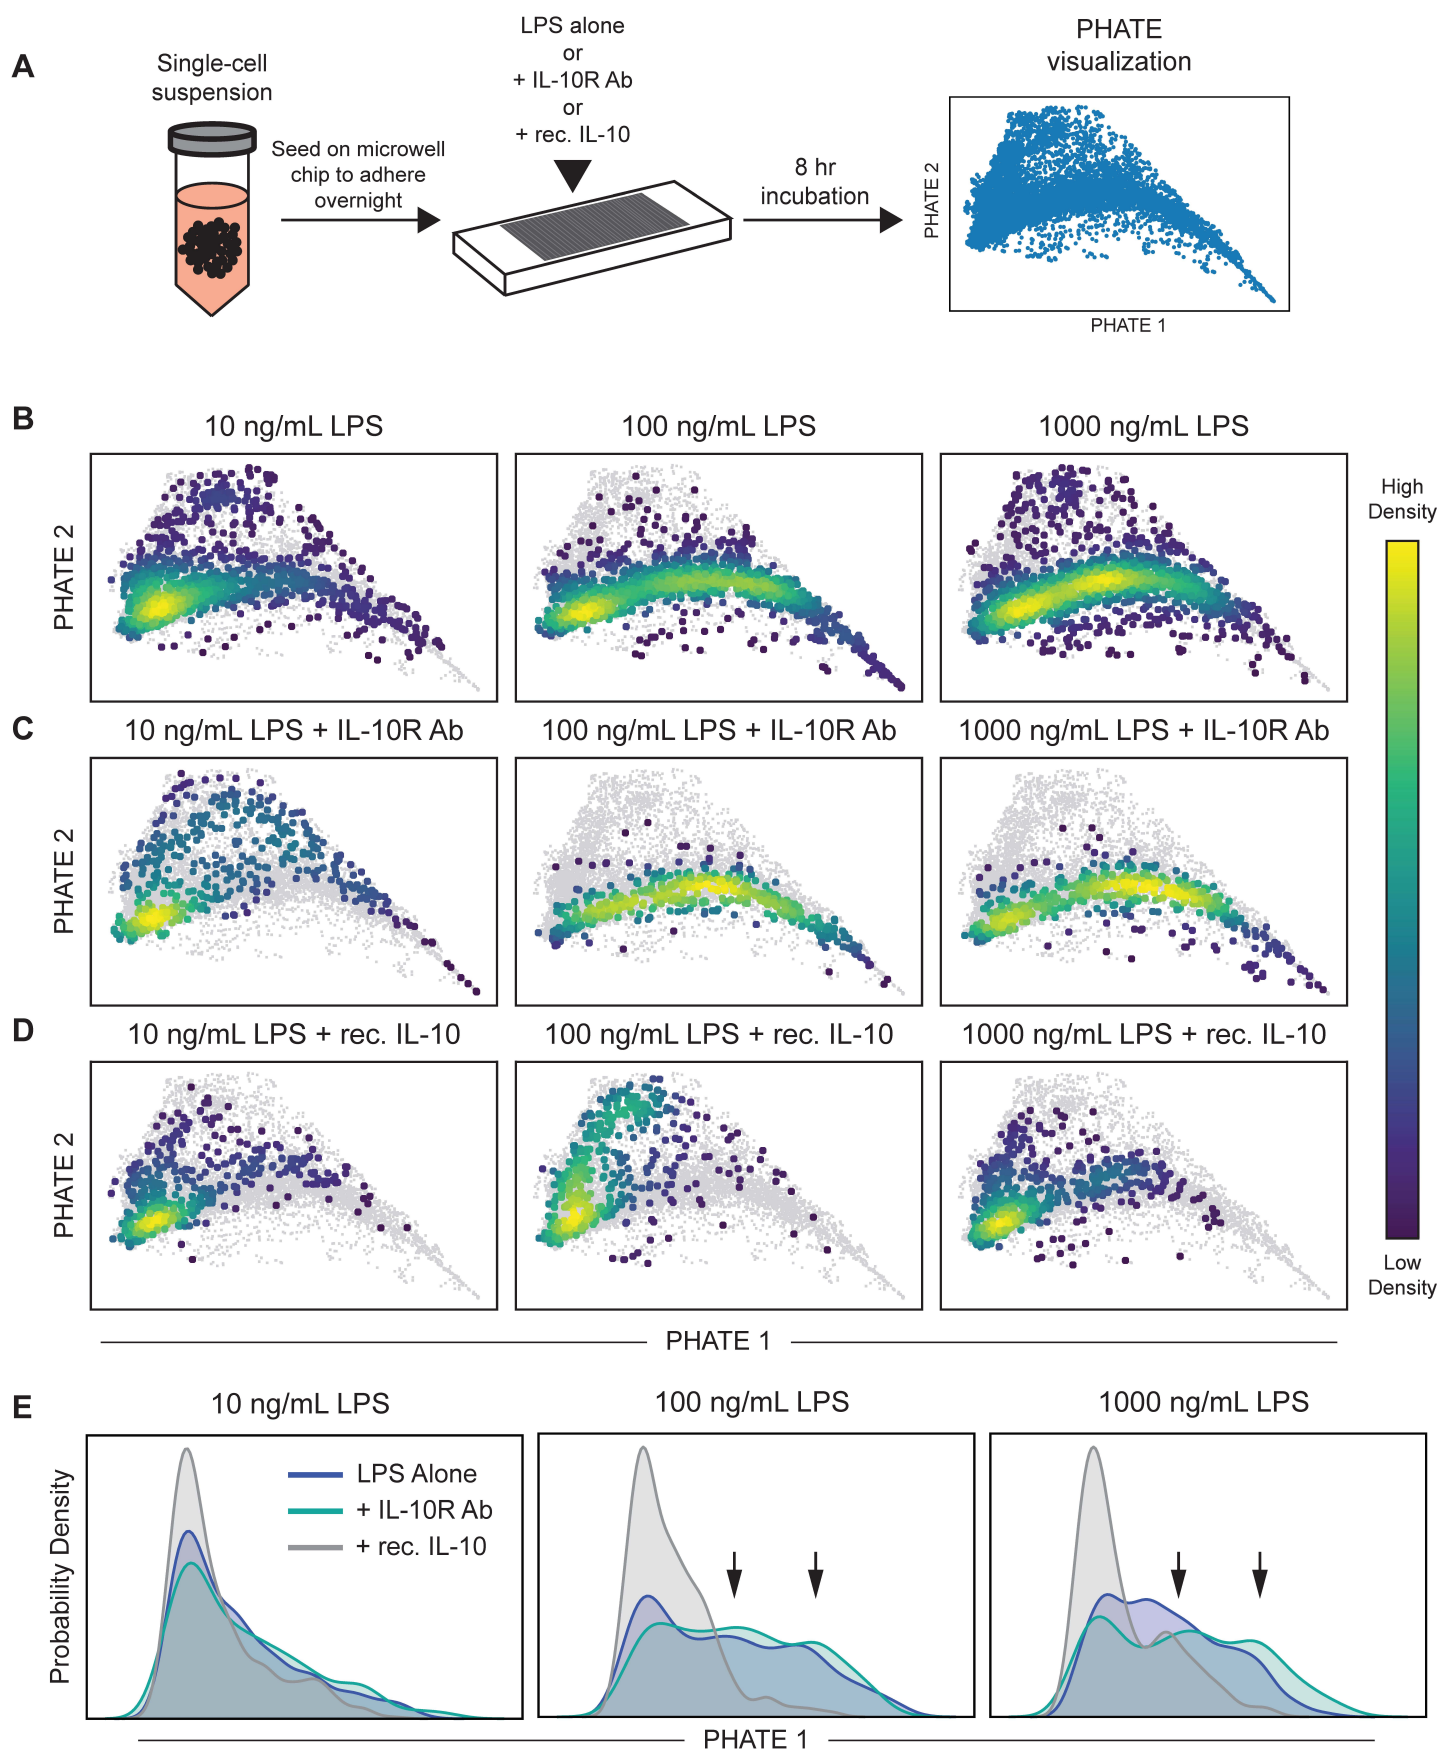 A
Single-cell
suspension
Seed on microwell
chip to adhere
overnight
LPS alone
or
+ IL-10R Ab
or
+ rec. IL-10
8 hr
incubation
PHATE
visualization
PHATE 2
PHATE 1
B
10 ng/mL LPS
100 ng/mL LPS
1000 ng/mL LPS
PHATE 2
High
Density
C
10 ng/mL LPS + IL-10R Ab
100 ng/mL LPS + IL-10R Ab
1000 ng/mL LPS + IL-10R Ab
PHATE 2
D
10 ng/mL LPS + rec. IL-10
100 ng/mL LPS + rec. IL-10
1000 ng/mL LPS + rec. IL-10
PHATE 2
Low
Density
PHATE 1
E
10 ng/mL LPS
100 ng/mL LPS
1000 ng/mL LPS
Probability Density
LPS Alone
+ IL-10R Ab
+ rec. IL-10
PHATE 1